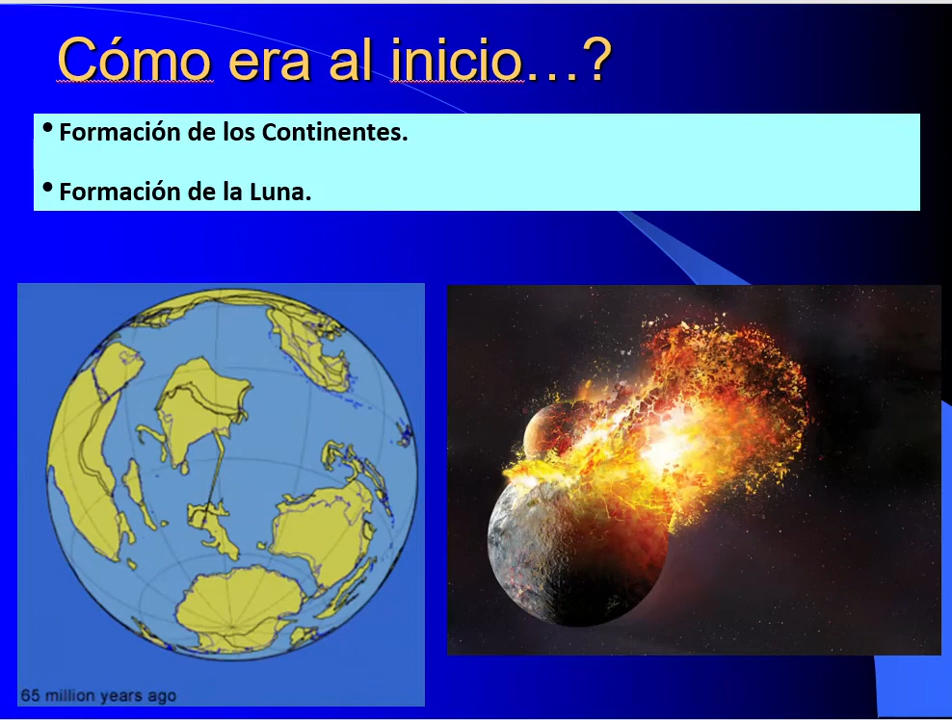 Cómo era al inicio…?
• Formación de los Continentes.
• Formación de la Luna.
65 million years ago